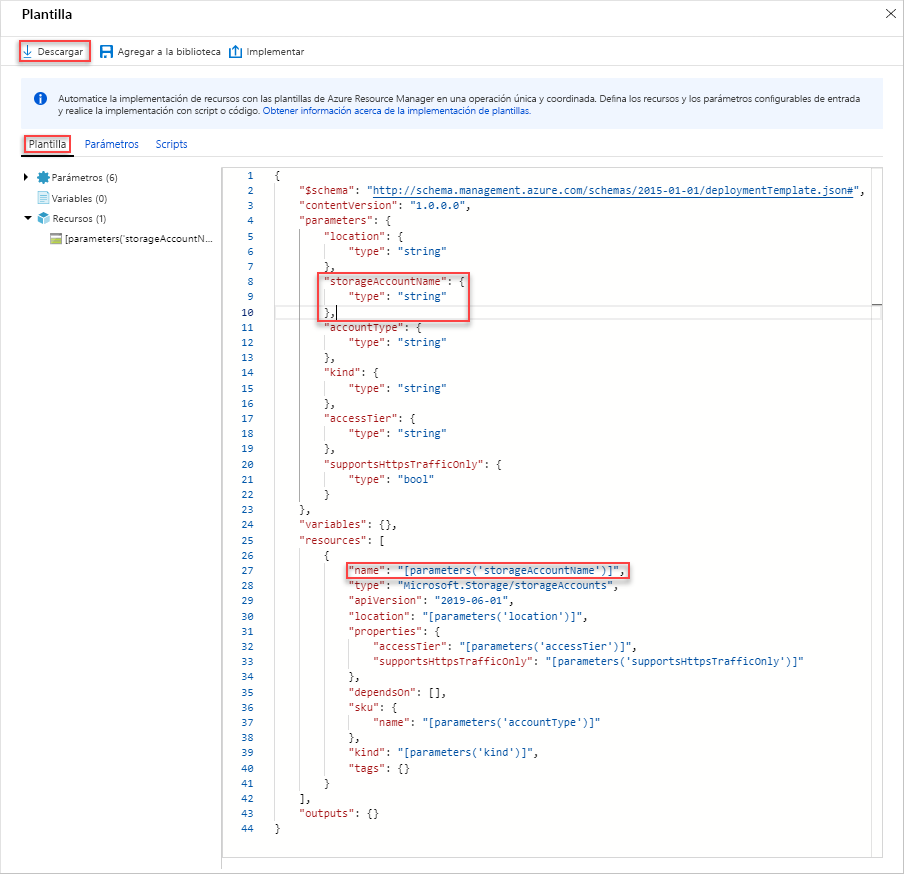 Plantilla
Descargar Agregar a la biblioteca Implementar
Automatice la implementación de recursos con las plantillas de Azure Resource Manager en una operación única y coordinada. Defina los recursos y los parámetros configurables de entrada
y realice la implementación con script o código. Obtener información acerca de la implementación de plantillas.
Plantilla Parámetros Scripts
Parámetros (6)
Variables (0)
Recursos (1)
[parameters('storageAccountN...
1 {
2 "$schema": "http://schema.management.azure.com/schemas/2015-01-01/deploymentTemplate.json#",
3 "contentVersion": "1.0.0.0",
4 "parameters": {
5 "location": {
6 "type": "string"
7 },
8 "storageAccountName": {
9 "type": "string"
10 },
11 "accountType": {
12 "type": "string"
13 },
14 "kind": {
15 "type": "string"
16 },
17 "accessTier": {
18 "type": "string"
19 },
20 "supportsHttpsTrafficOnly": {
21 "type": "bool"
22 }
23 },
24 "variables": {},
25 "resources": [
26 {
27 "name": "[parameters('storageAccountName')]",
28 "type": "Microsoft.Storage/storageAccounts",
29 "apiVersion": "2019-06-01",
30 "location": "[parameters('location')]",
31 "properties": {
32 "accessTier": "[parameters('accessTier')]",
33 "supportsHttpsTrafficOnly": "[parameters('supportsHttpsTrafficOnly')]"
34 },
35 "dependsOn": [],
36 "sku": {
37 "name": "[parameters('accountType')]"
38 },
39 "kind": "[parameters('kind')]",
40 "tags": {}
41 }
42 ],
43 "outputs": {}
44 }